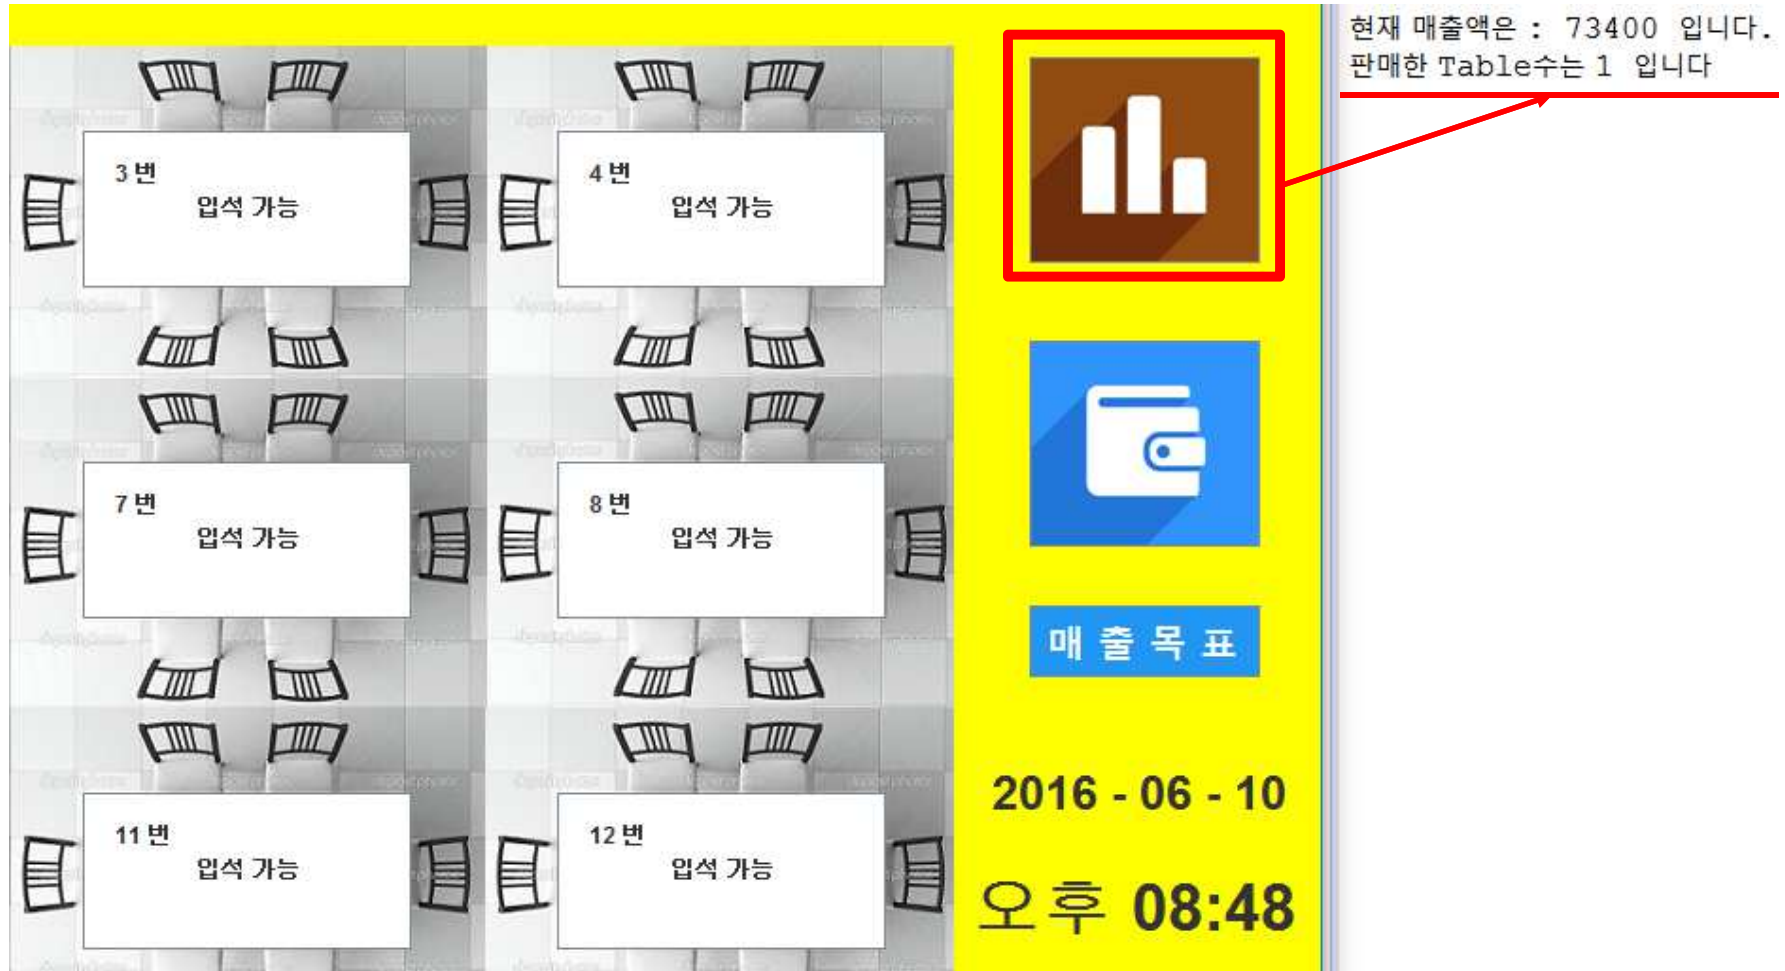 현재 매출액은 : 73400 입니다.
판매한 Table수는 1 입니다
3 번
입석 가능
4 번
입석 가능
7 번
입석 가능
8 번
입석 가능
매 출 목 표
2016 - 06 - 10
11 번
입석 가능
12 번
입석 가능
오후 08:48